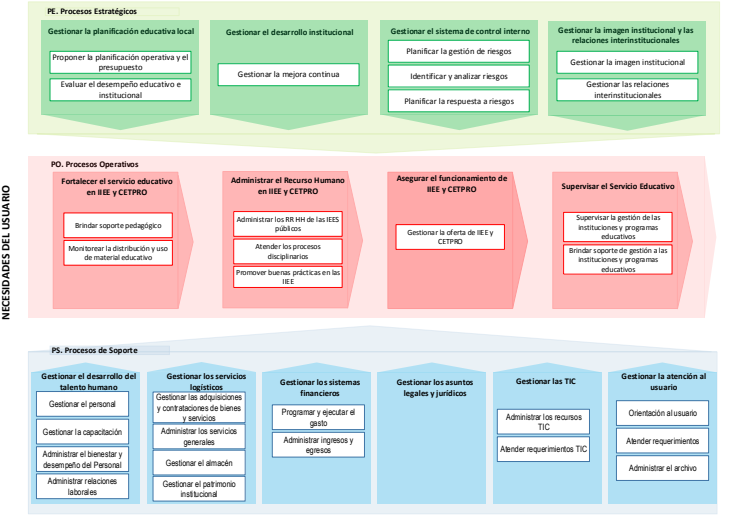 PE. Procesos Estratégicos
Gestionar la planificación educativa local
Proponer la planificación operativa y el
presupuesto
Evaluar el desempeño educativo e
institucional
Gestionar el desarrollo institucional
Gestionar la mejora continua
Gestionar el sistema de control interno
Planificar la gestión de riesgos
Identificar y analizar riesgos
Planificar la respuesta a riesgos
Gestionar la imagen institucional y las
relaciones interinstitucionales
Gestionar la imagen institucional
Gestionar las relaciones
interinstitucionales
NECESIDADES DEL USUARIO
PO. Procesos Operativos
Fortalecer el servicio educativo
en IIEE y CETPRO
Brindar soporte pedagógico
Monitorear la distribución y uso
de material educativo
Administrar el Recurso Humano
en IIEE y CETPRO
Administrar los RR HH de las IEES
públicos
Atender los procesos
disciplinarios
Promover buenas prácticas en las
IIEE
Asegurar el funcionamiento de
IIEE y CETPRO
Gestionar la oferta de IIEE y
CETPRO
Supervisar el Servicio Educativo
Supervisar la gestión de las
instituciones y programas
educativos
Brindar soporte de gestión a las
instituciones y programas
educativos
PS. Procesos de Soporte
Gestionar el desarrollo del
talento humano
Gestionar el personal
Gestionar la capacitación
Administrar el bienestar y
desempeño del Personal
Administrar relaciones
laborales
Gestionar los servicios
logísticos
Gestionar las adquisiciones
y contrataciones de bienes
y servicios
Administrar los servicios
generales
Gestionar el almacén
Gestionar el patrimonio
institucional
Gestionar los sistemas
financieros
Programar y ejecutar el
gasto
Administrar ingresos y
egresos
Gestionar los asuntos
legales y jurídicos
Gestionar las TIC
Administrar los recursos
TIC
Atender requerimientos TIC
Gestionar la atención al
usuario
Orientación al usuario
Atender requerimientos
Administrar el archivo